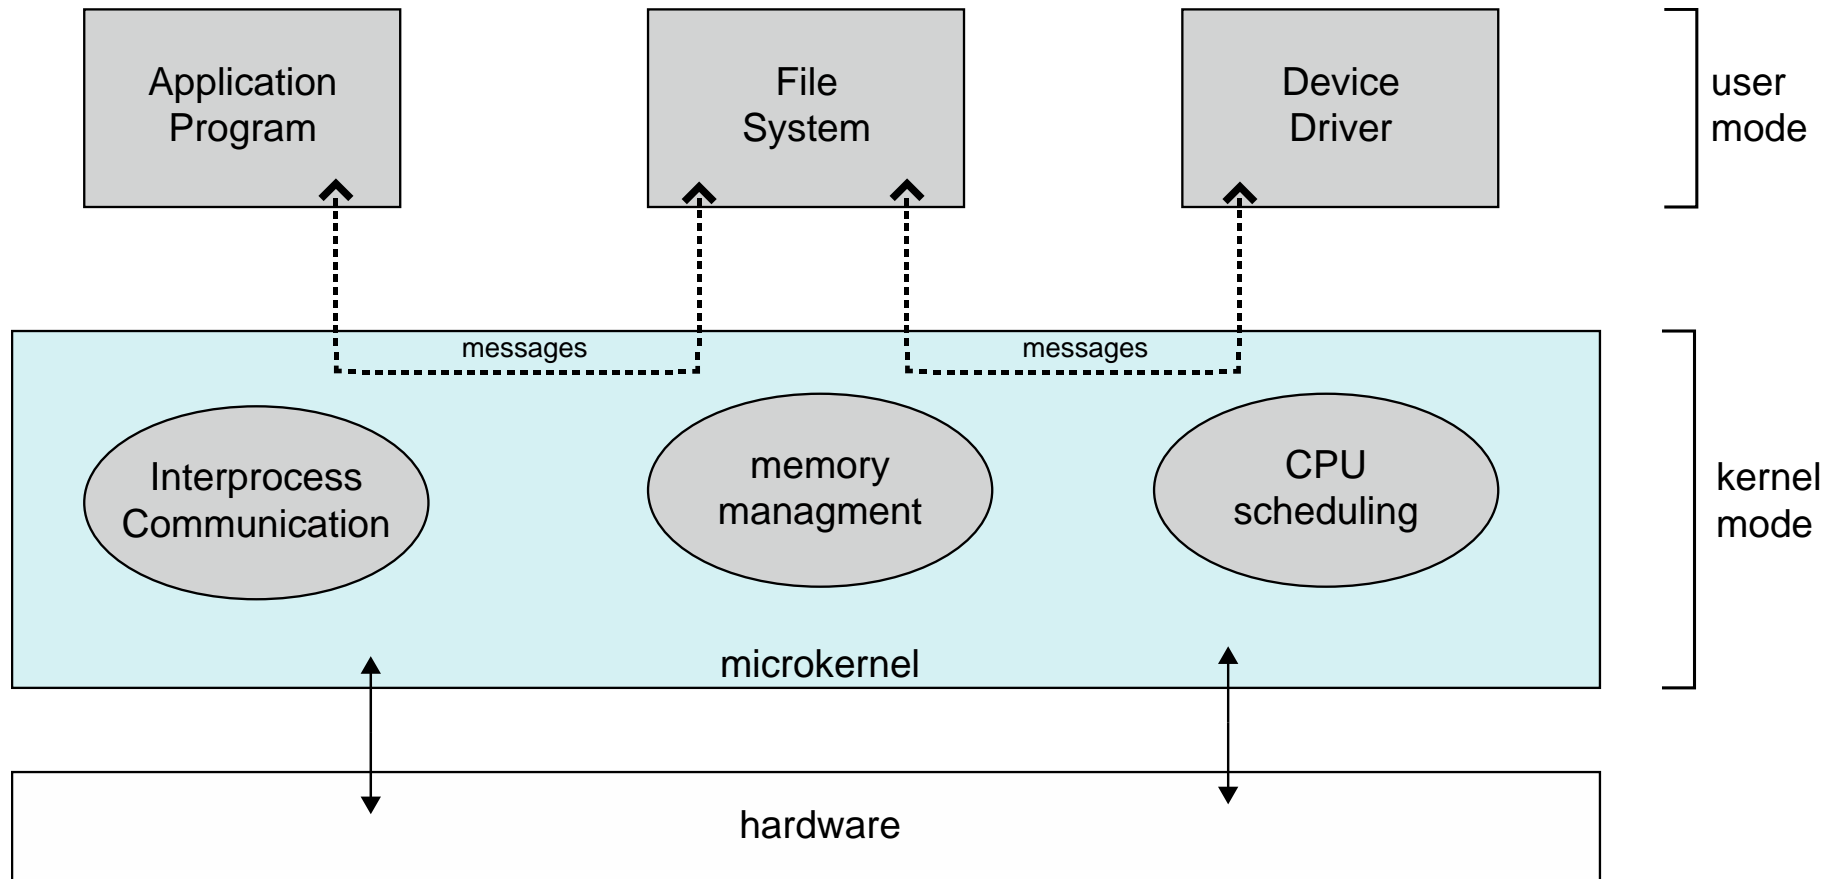 Application
Program
File
System
Device
Driver
user
mode
messages
messages
Interprocess
Communication
memory
managment
CPU
scheduling
kernel
mode
microkernel
hardware